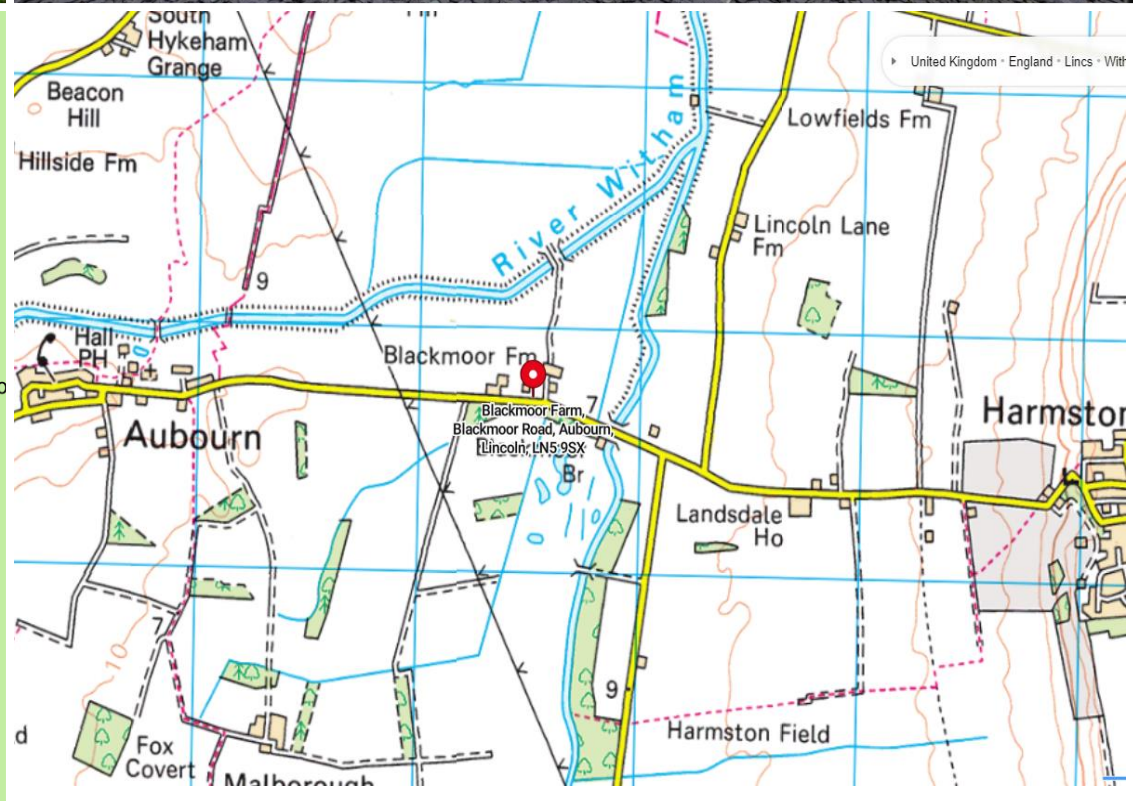 South
Hykeham
Grange
United Kingdom • England • Lincs • With
Beacon
Hill
Lowfields Fm
Hillside Fm
River Witham
Lincoln Lane
Fm
9
Hall
PH
Blackmoor Fm
7
Blackmoor Farm,
Blackmoor Road, Aubourn,
Lincoln, LN5 9SX
Harmston
Aubourn
Br
Landsdale
Ho
7
10
9
d
Fox
Covert
Harmston Field
Malborough